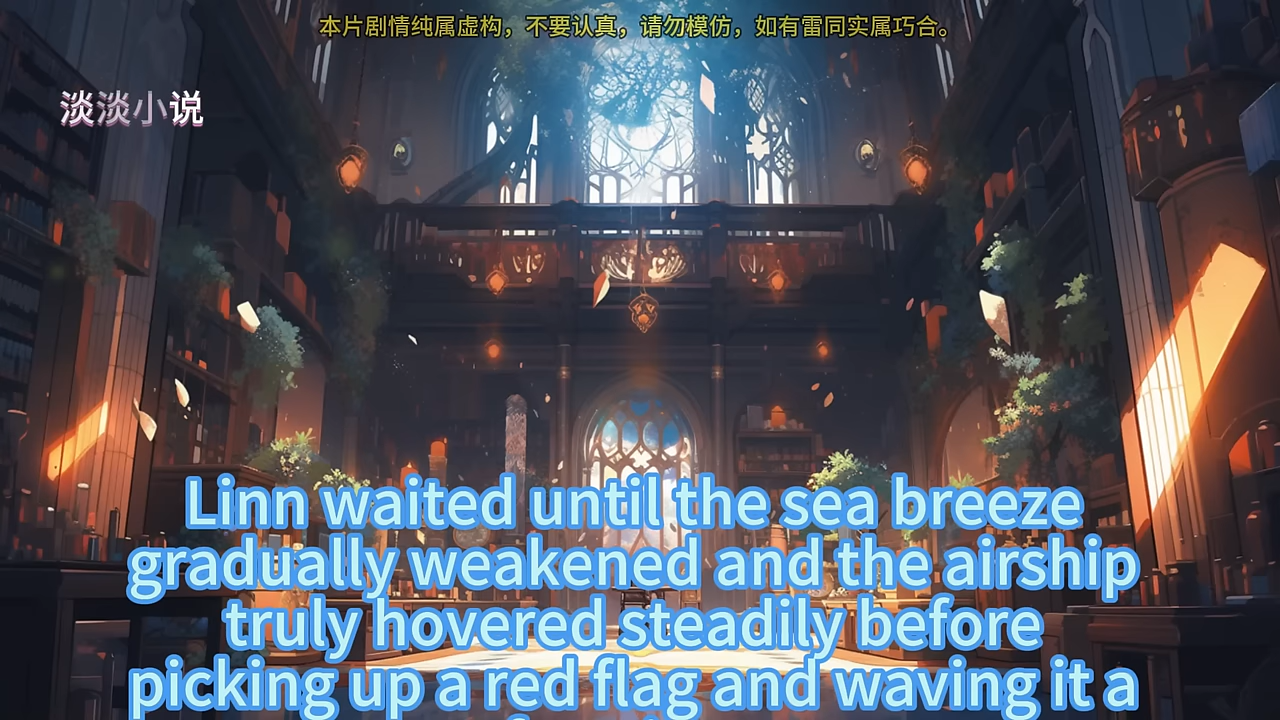 本片剧情纯属虚构，不要认真，请勿模仿，如有雷同实属巧合。
淡淡小说
Linn waited until the sea breeze
gradually weakened and the airship
truly hovered steadily before
picking up a red flag and waving it a